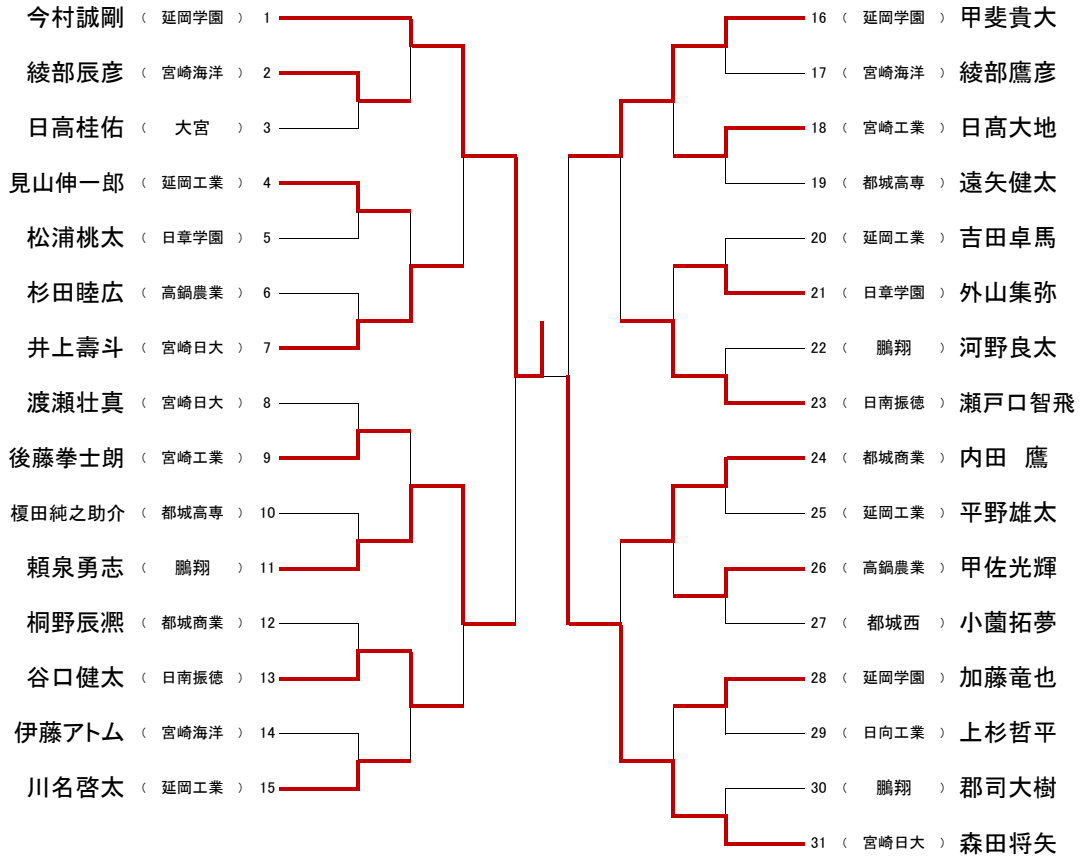 今村誠剛 （ 延岡学園 ） 1
綾部辰彦 （ 宮崎海洋 ） 2
日高桂佑 （ 大宮 ） 3
見山伸一郎 （ 延岡工業 ） 4
松浦桃太 （ 日章学園 ） 5
杉田睦広 （ 高鍋農業 ） 6
井上壽斗 （ 宮崎日大 ） 7
渡瀬壮真 （ 宮崎日大 ） 8
後藤拳士朗 （ 宮崎工業 ） 9
榎田純之助介 （ 都城高専 ） 10
頼泉勇志 （ 鵬翔 ） 11
桐野辰凞 （ 都城商業 ） 12
谷口健太 （ 日南振徳 ） 13
伊藤アトム （ 宮崎海洋 ） 14
川名啓太 （ 延岡工業 ） 15
16 （ 延岡学園 ） 甲斐貴大
17 （ 宮崎海洋 ） 綾部鷹彦
18 （ 宮崎工業 ） 日髙大地
19 （ 都城高専 ） 遠矢健太
20 （ 延岡工業 ） 吉田卓馬
21 （ 日章学園 ） 外山集弥
22 （ 鵬翔 ） 河野良太
23 （ 日南振徳 ） 瀬戸口智飛
24 （ 都城商業 ） 内田　鷹
25 （ 延岡工業 ） 平野雄太
26 （ 高鍋農業 ） 甲佐光輝
27 （ 都城西 ） 小薗拓夢
28 （ 延岡学園 ） 加藤竜也
29 （ 日向工業 ） 上杉哲平
30 （ 鵬翔 ） 郡司大樹
31 （ 宮崎日大 ） 森田将矢